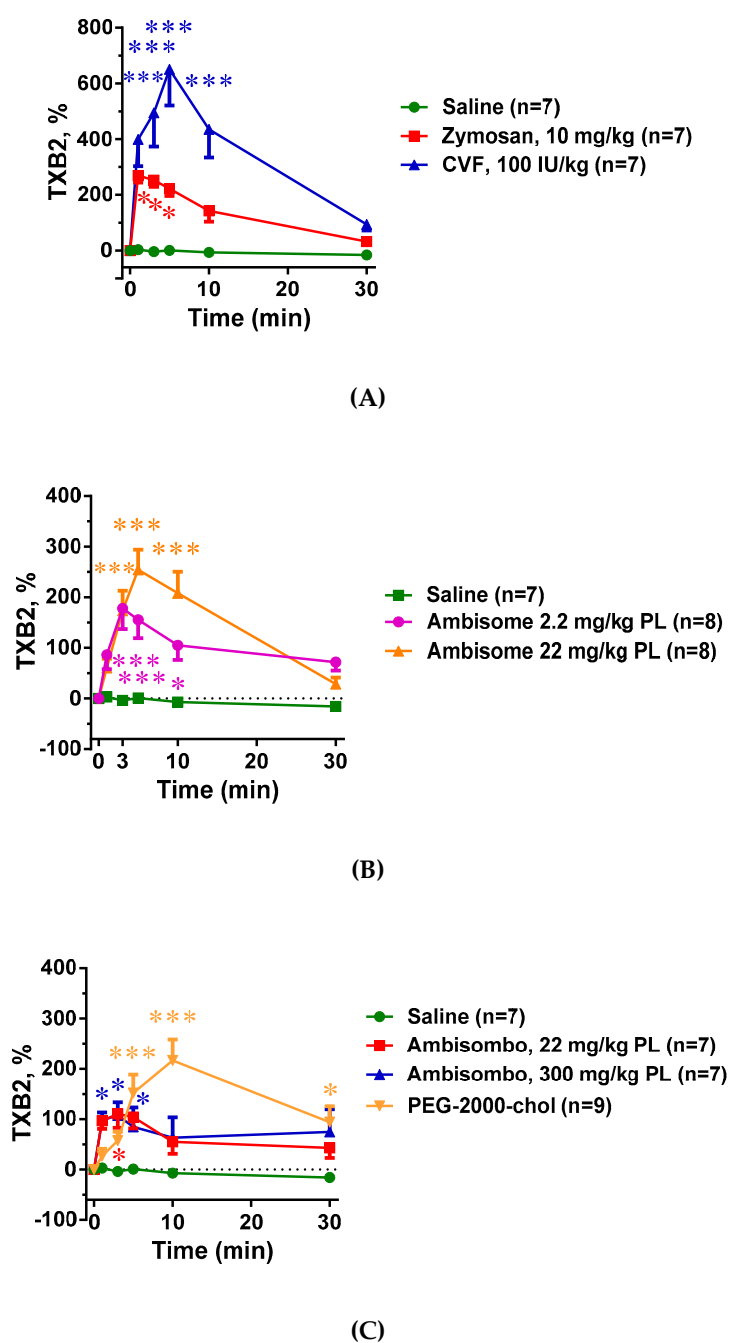 800
600
400
200
0
TXB2, %
***
***
***
***
* * *
0
10
20
30
Time (min)
Saline (n=7)
Zymosan, 10 mg/kg (n=7)
CVF, 100 IU/kg (n=7)
(A)
400
300
200
100
0
-100
TXB2, %
***
***
***
***
*** *
0
3
10
20
30
Time (min)
Saline (n=7)
Ambisome 2.2 mg/kg PL (n=8)
Ambisome 22 mg/kg PL (n=8)
(B)
400
300
200
100
0
-100
TXB2, %
***
***
* * *
*
*
0
10
20
30
Time (min)
Saline (n=7)
Ambisombo, 22 mg/kg PL (n=7)
Ambisombo, 300 mg/kg PL (n=7)
PEG-2000-chol (n=9)
(C)